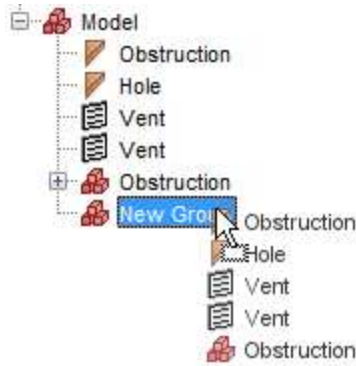 Model
Obstruction
Hole
Vent
Vent
Obstruction
New Grou
Obstruction
Hole
Vent
Vent
Obstruction